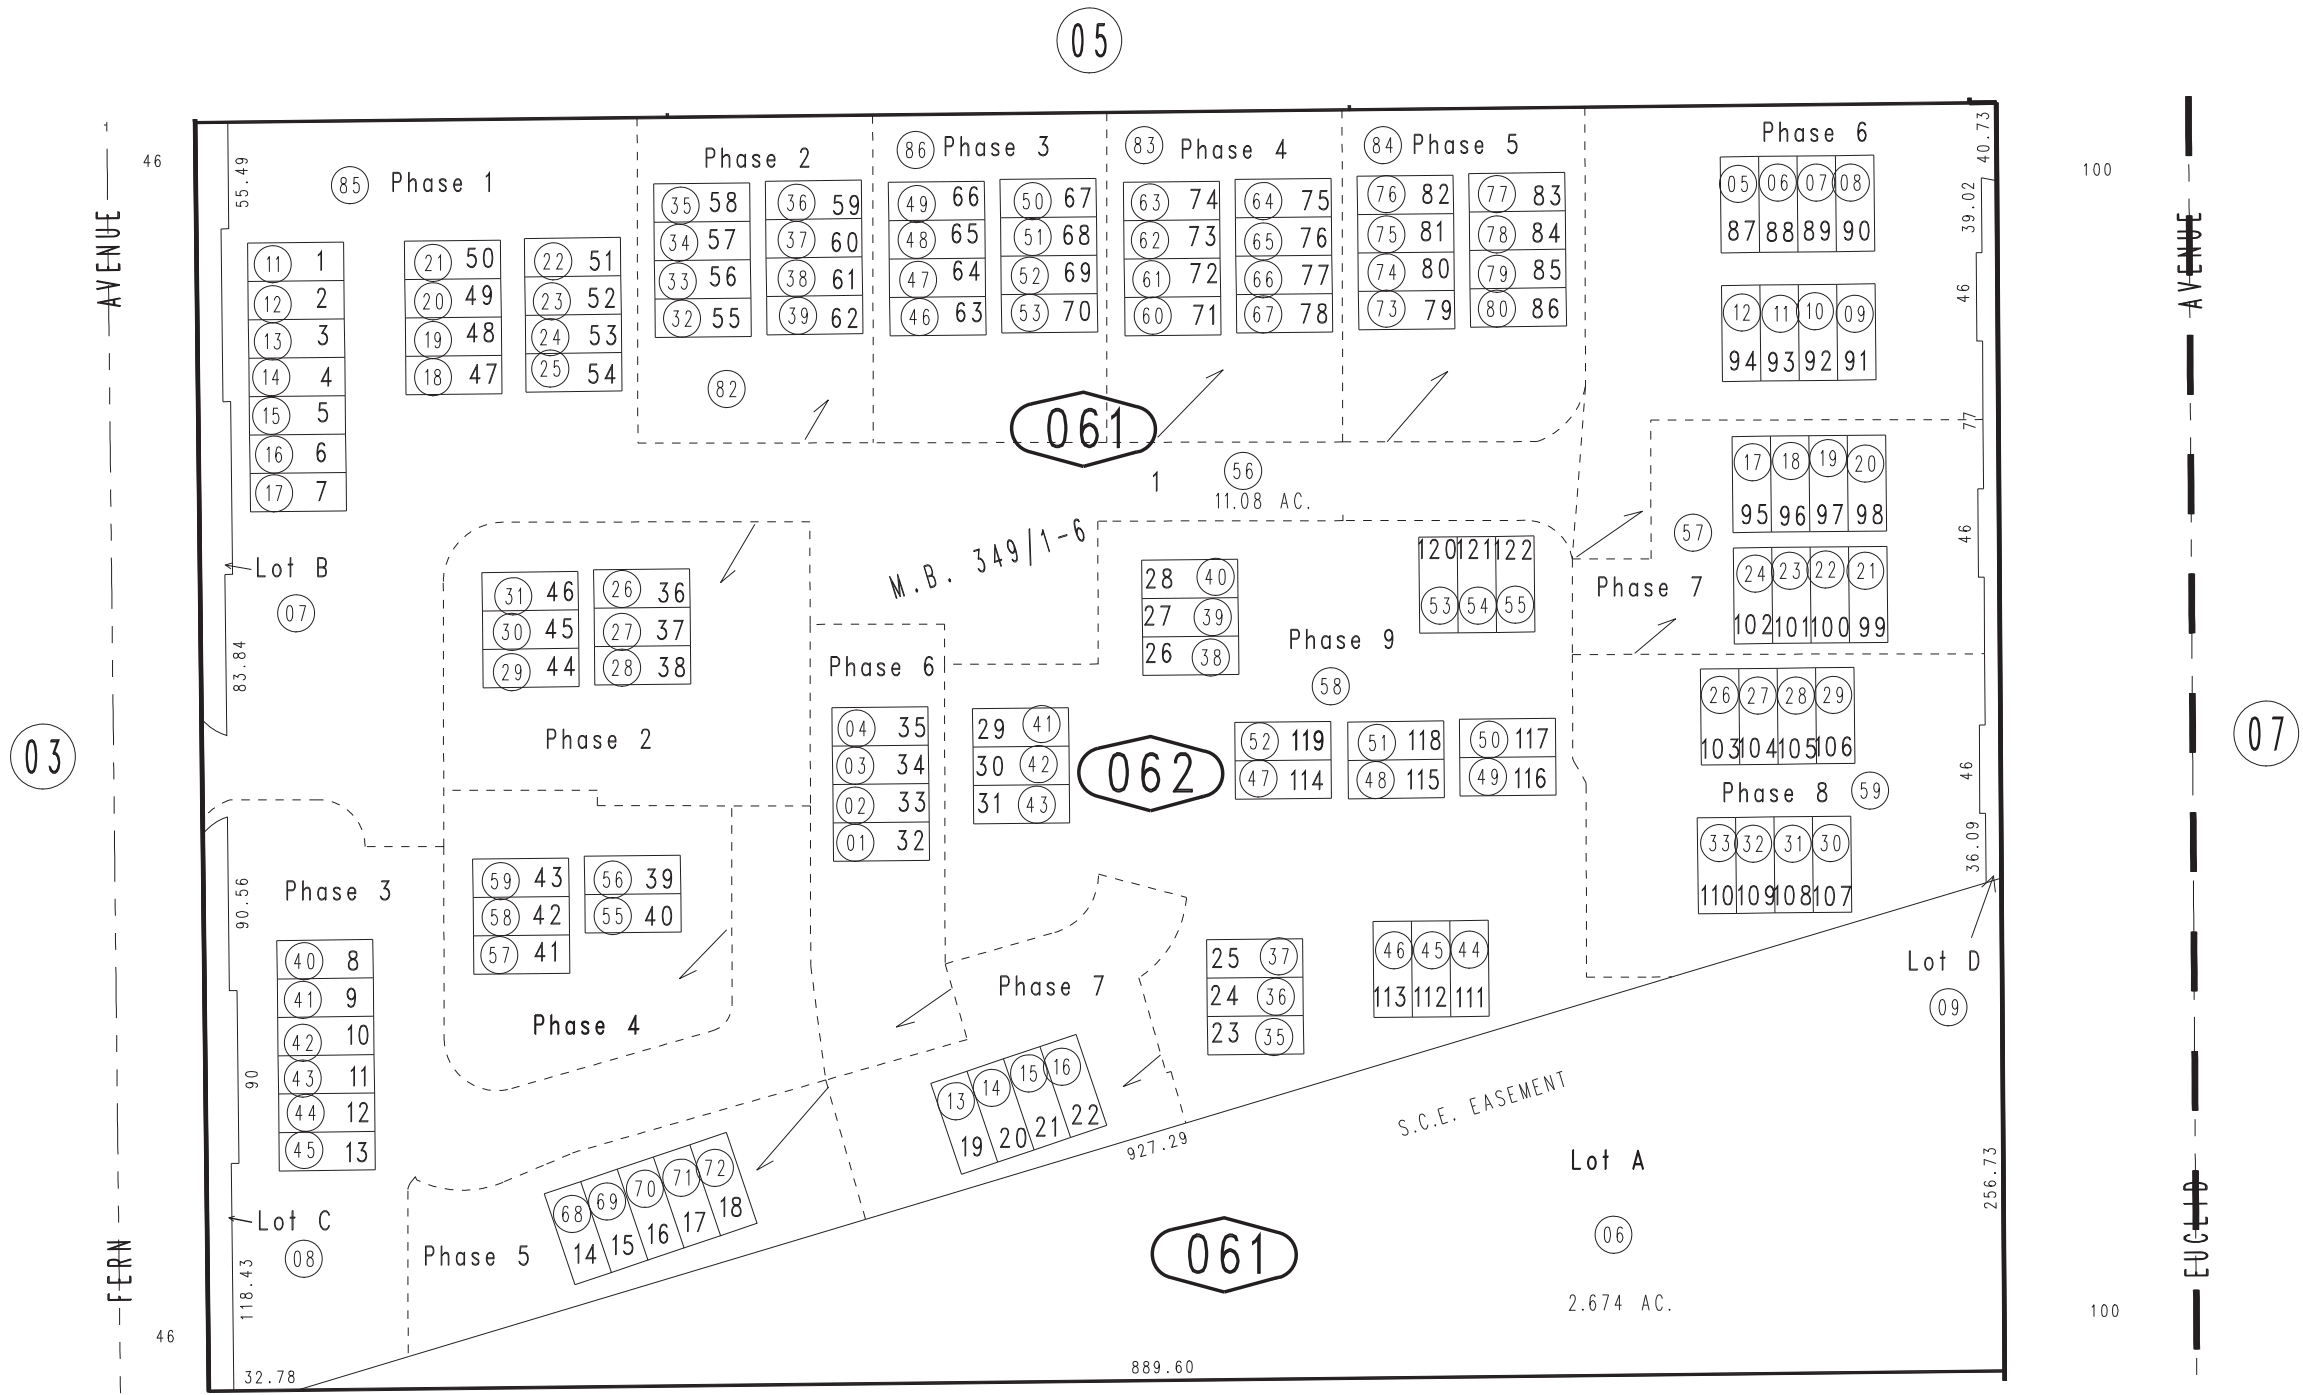 05
46
100
55.49
85 Phase 1
Phase 2
86 Phase 3
83 Phase 4
84 Phase 5
Phase 6
40.73
39.02
11 1
12 2
13 3
14 4
15 5
16 6
17 7
21 50
20 49
19 48
18 47
22 51
23 52
24 53
25 54
35 58
34 57
33 56
32 55
36 59
37 60
38 61
39 62
82
49 66
48 65
47 64
46 63
50 67
51 68
52 69
53 70
63 74
62 73
61 72
60 71
64 75
65 76
66 77
67 78
76 82
75 81
74 80
73 79
77 83
78 84
79 85
80 86
05 06 07 08
87 88 89 90
12 11 10 09
94 93 92 91
46
77
061
1
56
11.08 AC.
M.B. 349/1-6
17 18 19 20
95 96 97 98
57
Phase 7
24 23 22 21
102 101 100 99
46
Lot B
07
83.84
31 46
30 45
29 44
26 36
27 37
28 38
Phase 2
Phase 6
04 35
03 34
02 33
01 32
28 40
27 39
26 38
120 121 122
53 54 55
Phase 9
58
29 41
30 42
31 43
062
52 119
47 114
51 118
48 115
50 117
49 116
26 27 28 29
103 104 105 106
Phase 8 59
33 32 31 30
110 109 108 107
46
36.09
03
07
Phase 3
90.56
40 8
41 9
42 10
43 11
44 12
45 13
90
59 43
58 42
57 41
56 39
55 40
Phase 4
Phase 7
25 37
24 36
23 35
46 45 44
113 112 111
Lot D
09
13 14 15 16
19 20 21 22
927.29
S.C.E. EASEMENT
Lot A
06
2.674 AC.
256.73
68 69 70 71 72
14 15 16 17 18
Phase 5
Lot C
08
118.43
061
32.78
889.60
46
100
FERN AVENUE
EUCLID AVENUE